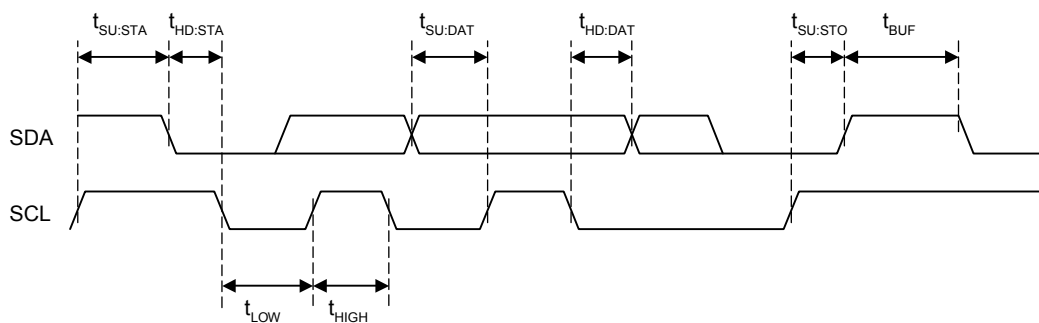 tSU:STA tHD:STA tSU:DAT tHD:DAT tSU:STO tBUF
SDA
SCL
tLOW tHIGH